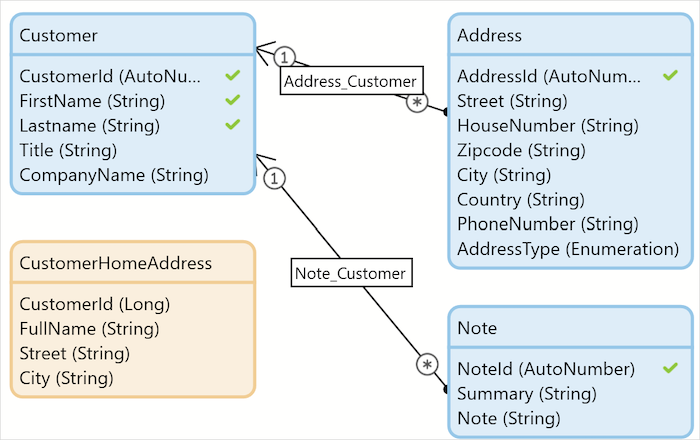 Customer
CustomerId (AutoNu...
FirstName (String)
Lastname (String)
Title (String)
CompanyName (String)
1
Address_Customer
*
Address
AddressId (AutoNum...
Street (String)
HouseNumber (String)
Zipcode (String)
City (String)
Country (String)
PhoneNumber (String)
AddressType (Enumeration)
1
Note_Customer
*
CustomerHomeAddress
CustomerId (Long)
FullName (String)
Street (String)
City (String)
Note
NoteId (AutoNumber)
Summary (String)
Note (String)